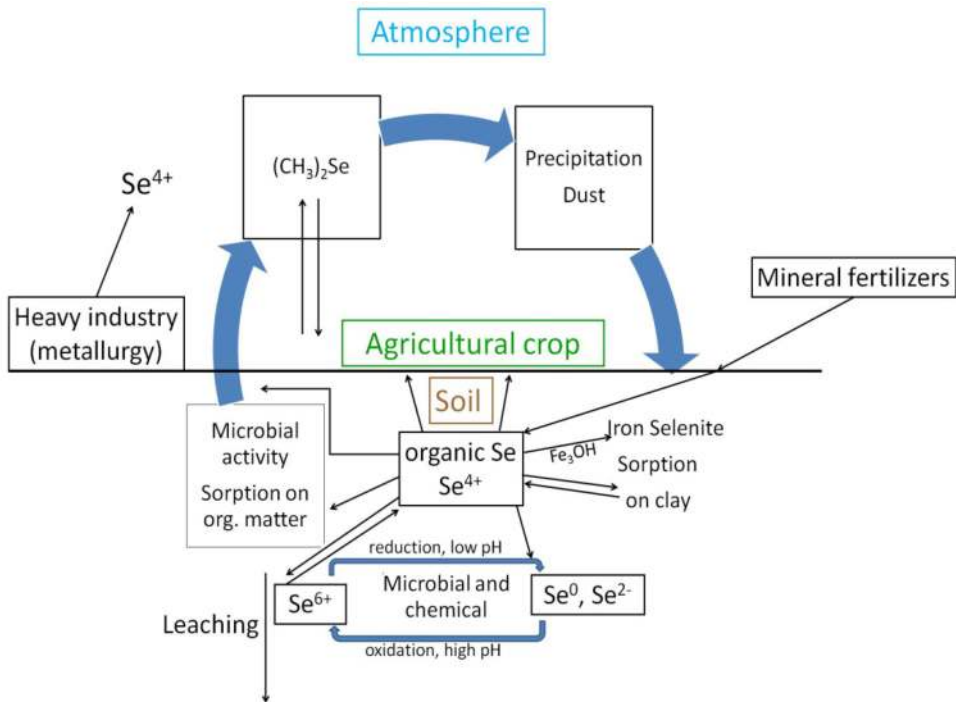 Atmosphere
(CH₃)₂Se
Precipitation
Dust
Se⁴⁺
Mineral fertilizers
Heavy industry
(metallurgy)
Agricultural crop
Soil
Microbial
activity
Sorption on
org. matter
organic Se
Se⁴⁺
Fe₃OH
Iron Selenite
Sorption
on clay
reduction, low pH
Se⁶⁺
Microbial and
chemical
Se⁰, Se²⁻
Leaching
oxidation, high pH